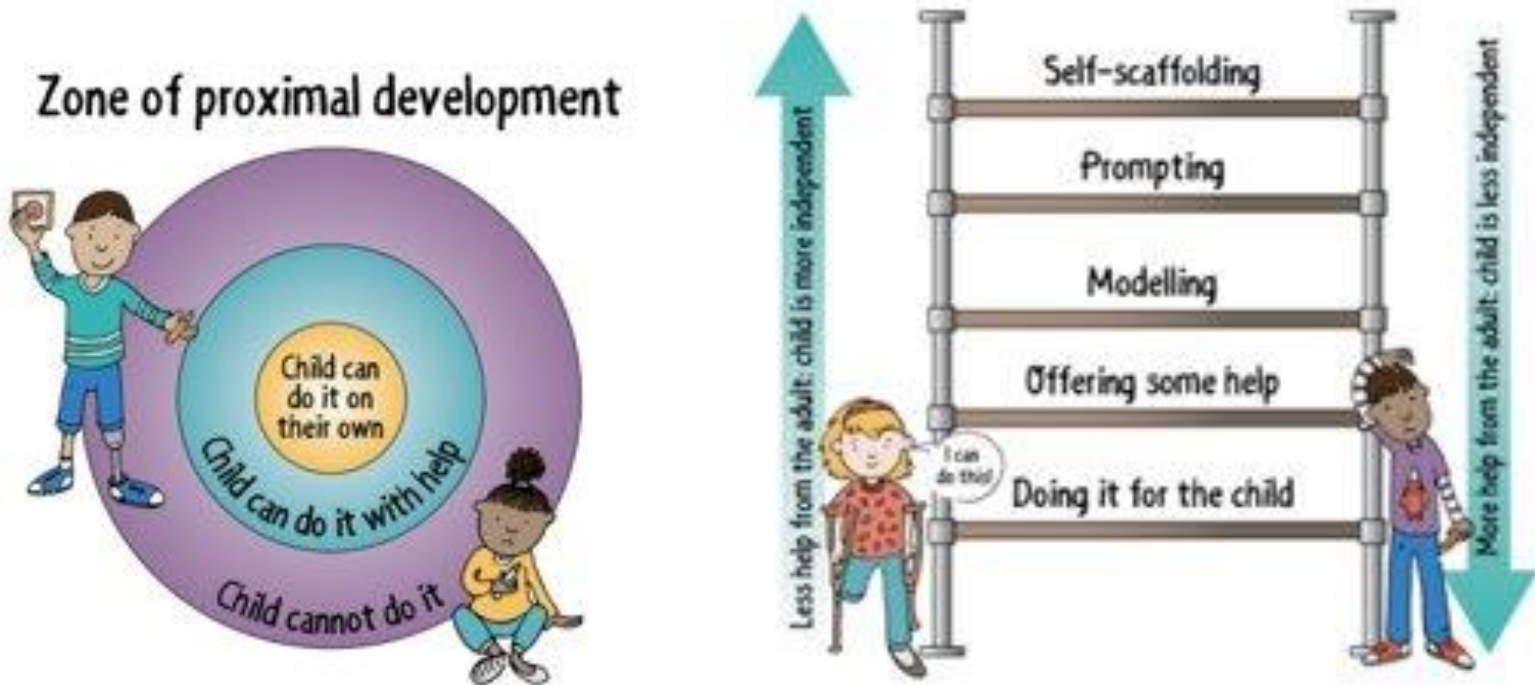 Zone of proximal development
Child can
do it on
their own
Child can do it with help
Child cannot do it
Less help from the adult: child is more independent
Self-scaffolding
Prompting
Modelling
Offering some help
Doing it for the child
I can
do this!
More help from the adult: child is less independent